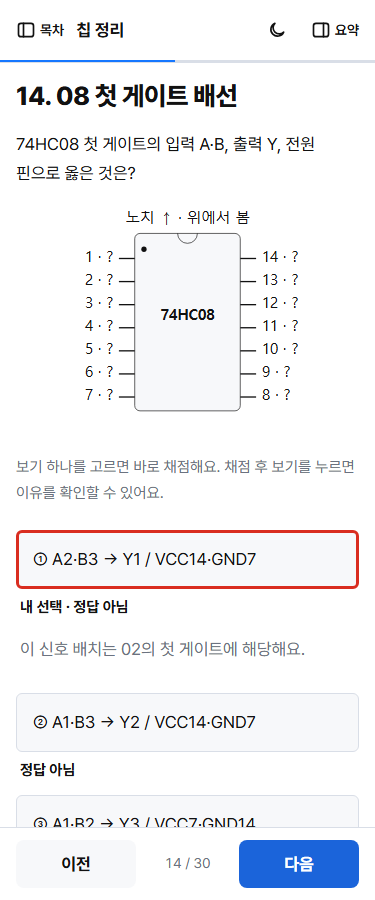 목차 칩 정리 요약
14. 08 첫 게이트 배선
74HC08 첫 게이트의 입력 A·B, 출력 Y, 전원
핀으로 옳은 것은?
노치 ↑ · 위에서 봄
1 · ? 14 · ?
2 · ? 13 · ?
3 · ? 12 · ?
74HC08
4 · ? 11 · ?
5 · ? 10 · ?
6 · ? 9 · ?
7 · ? 8 · ?
보기 하나를 고르면 바로 채점해요. 채점 후 보기를 누르면
이유를 확인할 수 있어요.
① A2·B3 → Y1 / VCC14·GND7
내 선택 · 정답 아님
이 신호 배치는 02의 첫 게이트에 해당해요.
② A1·B3 → Y2 / VCC14·GND7
정답 아님
③ A1·B2 → Y3 / VCC7·GND14
이전 14 / 30 다음